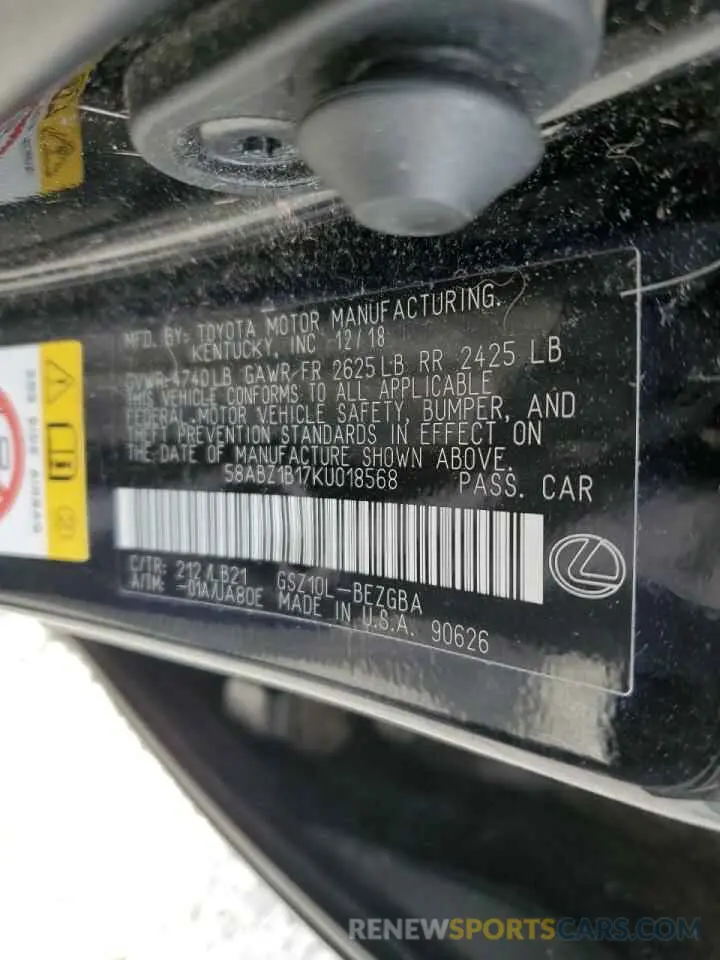 MFD. BY: TOYOTA MOTOR MANUFACTURING.
KENTUCKY, INC 12/18
GVWR 4740LB GAWR FR 2625LB RR 2425 LB
THIS VEHICLE CONFORMS TO ALL APPLICABLE
FEDERAL MOTOR VEHICLE SAFETY, BUMPER, AND
THEFT PREVENTION STANDARDS IN EFFECT ON
THE DATE OF MANUFACTURE SHOWN ABOVE.
58ABZ1B17KU018568 PASS. CAR
C/TR: 212 /LB21 GSZ10L-BEZGBA
A/TM: -01A/UA80E MADE IN U.S.A. 90626
RENEWSPORTSCARS.COM